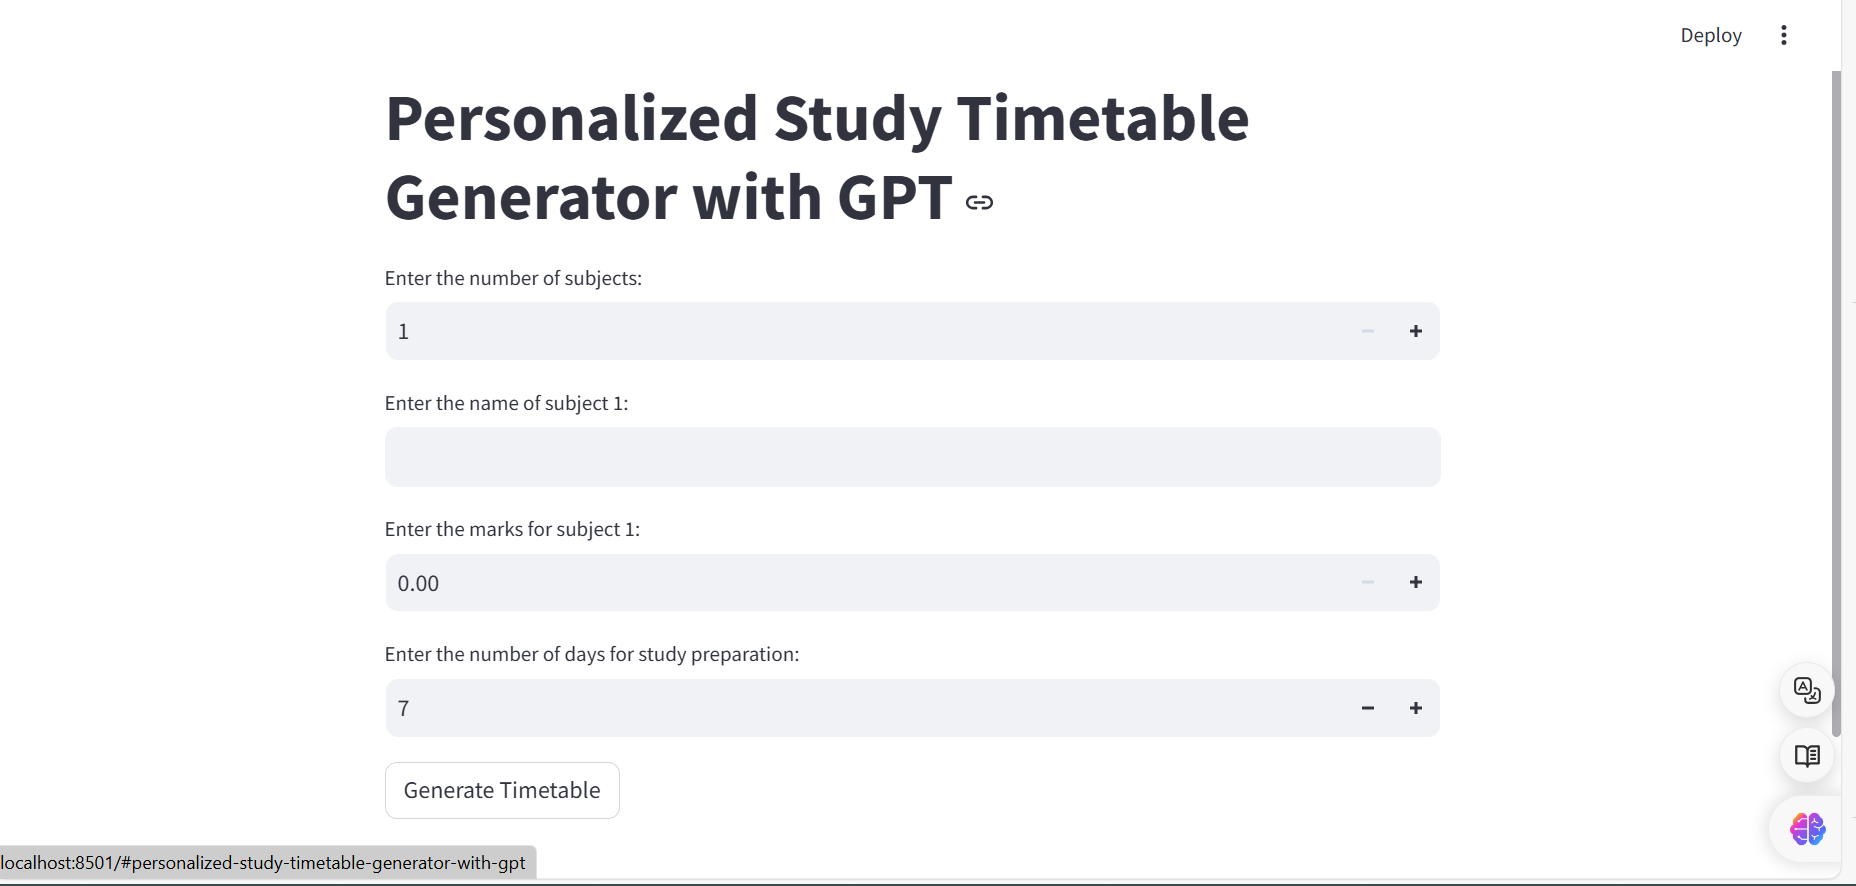 Deploy
Personalized Study Timetable
Generator with GPT
Enter the number of subjects:
1
Enter the name of subject 1:
Enter the marks for subject 1:
0.00
Enter the number of days for study preparation:
7
Generate Timetable
localhost:8501/#personalized-study-timetable-generator-with-gpt